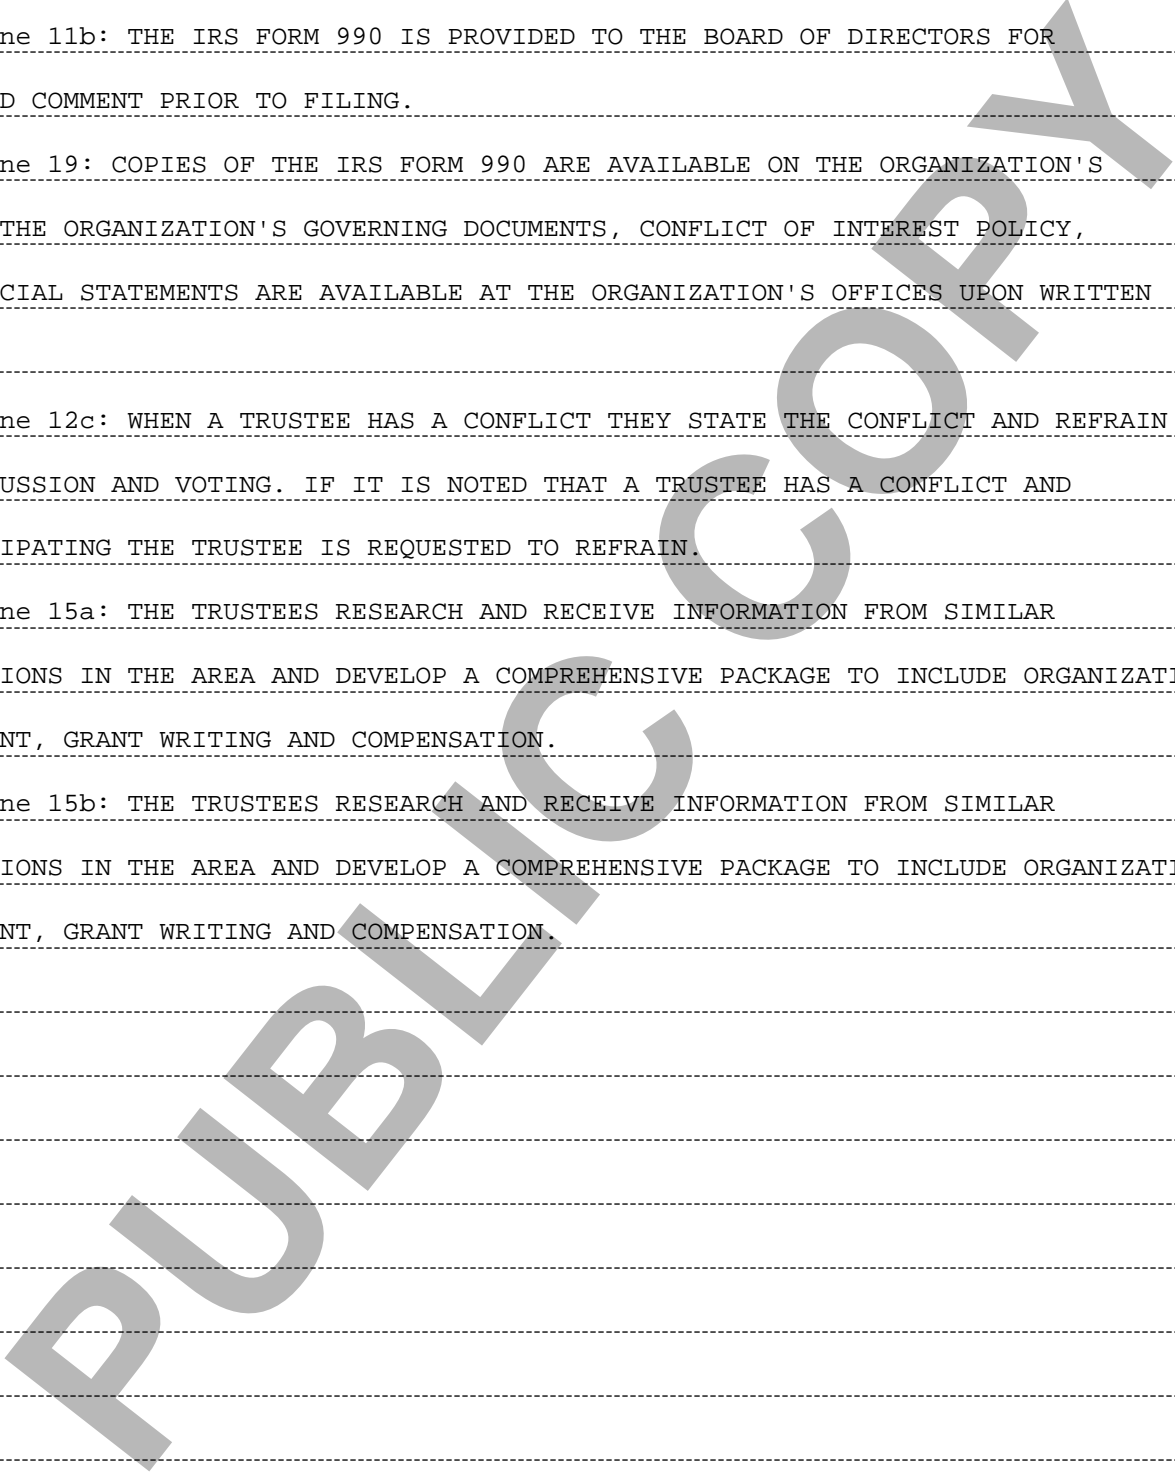 ne 11b: THE IRS FORM 990 IS PROVIDED TO THE BOARD OF DIRECTORS FOR
D COMMENT PRIOR TO FILING.
ne 19: COPIES OF THE IRS FORM 990 ARE AVAILABLE ON THE ORGANIZATION'S
THE ORGANIZATION'S GOVERNING DOCUMENTS, CONFLICT OF INTEREST POLICY,
CIAL STATEMENTS ARE AVAILABLE AT THE ORGANIZATION'S OFFICES UPON WRITTEN
ne 12c: WHEN A TRUSTEE HAS A CONFLICT THEY STATE THE CONFLICT AND REFRAIN
USSION AND VOTING. IF IT IS NOTED THAT A TRUSTEE HAS A CONFLICT AND
IPATING THE TRUSTEE IS REQUESTED TO REFRAIN.
ne 15a: THE TRUSTEES RESEARCH AND RECEIVE INFORMATION FROM SIMILAR
IONS IN THE AREA AND DEVELOP A COMPREHENSIVE PACKAGE TO INCLUDE ORGANIZATI
NT, GRANT WRITING AND COMPENSATION.
ne 15b: THE TRUSTEES RESEARCH AND RECEIVE INFORMATION FROM SIMILAR
IONS IN THE AREA AND DEVELOP A COMPREHENSIVE PACKAGE TO INCLUDE ORGANIZATI
NT, GRANT WRITING AND COMPENSATION.
PUBLIC COPY